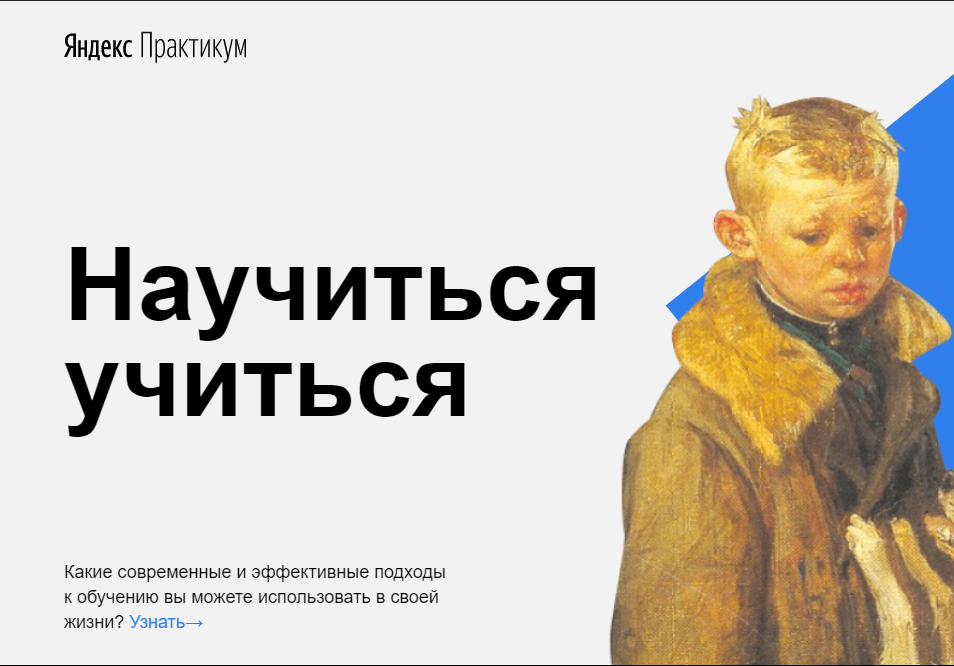 Яндекс Практикум
Научиться
учиться
Какие современные и эффективные подходы
к обучению вы можете использовать в своей
жизни? Узнать→